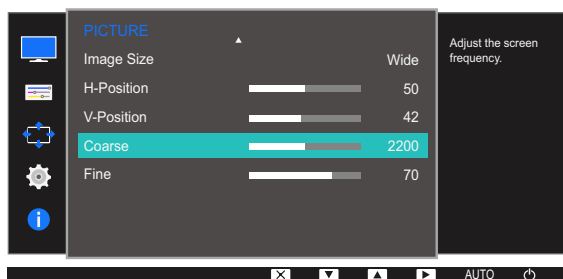 PICTURE
Image Size Wide
H-Position 50
V-Position 42
Coarse 2200
Fine 70
Adjust the screen
frequency.
AUTO